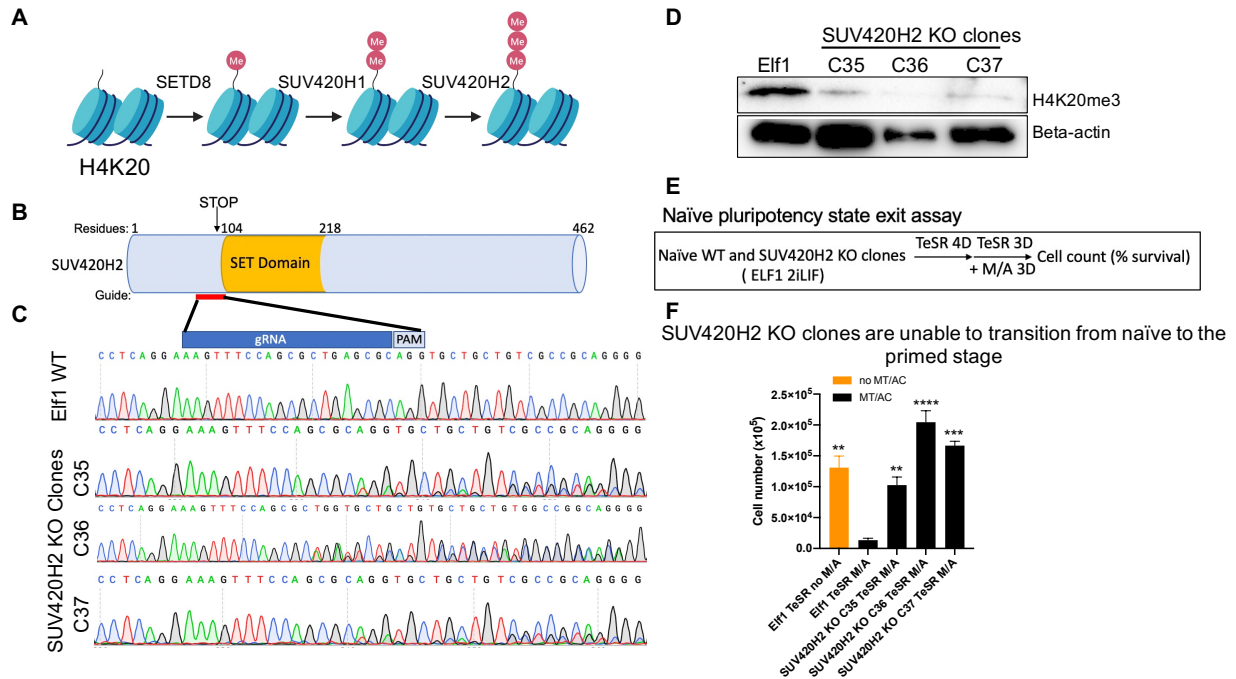 A
Me
Me
Me
Me
Me
Me
SETD8
SUV420H1
SUV420H2
H4K20
B
STOP
Residues: 1
104
218
462
SUV420H2
SET Domain
Guide:
C
gRNA
PAM
Elf1 WT
C C T C A G G A A A G T T T C C A G C G C T G A G C G C A G G T G C T G C T G T C G C C G C A G G G G
SUV420H2 KO Clones
C35
C C T C A G G A A A G T T T C C A G C G C A G G T G C T G C T G T C G C C G C A G G G G
C36
C C T C A G G A A A G T T T C C A G C G C T G G T G C T G C T G T G C T G C T G T G G C C G G C A G G G G
C37
C C T C A G G A A A G T T T C C A G C G C A G G T G C T G C T G T C G C C G C A G G G G
D
SUV420H2 KO clones
Elf1
C35
C36
C37
H4K20me3
Beta-actin
E
Naïve pluripotency state exit assay
Naïve WT and SUV420H2 KO clones
( ELF1 2iLIF)
TeSR 4D
TeSR 3D
+ M/A 3D
Cell count (% survival)
F
SUV420H2 KO clones are unable to transition from naïve to the
primed stage
no MT/AC
MT/AC
Cell number (x10⁵)
2.5×10⁵
2.0×10⁵
1.5×10⁵
1.0×10⁵
5.0×10⁴
0.0
**
**
****
***
Elf1 TeSR no M/A
Elf1 TeSR M/A
SUV420H2 KO C35 TeSR M/A
SUV420H2 KO C36 TeSR M/A
SUV420H2 KO C37 TeSR M/A